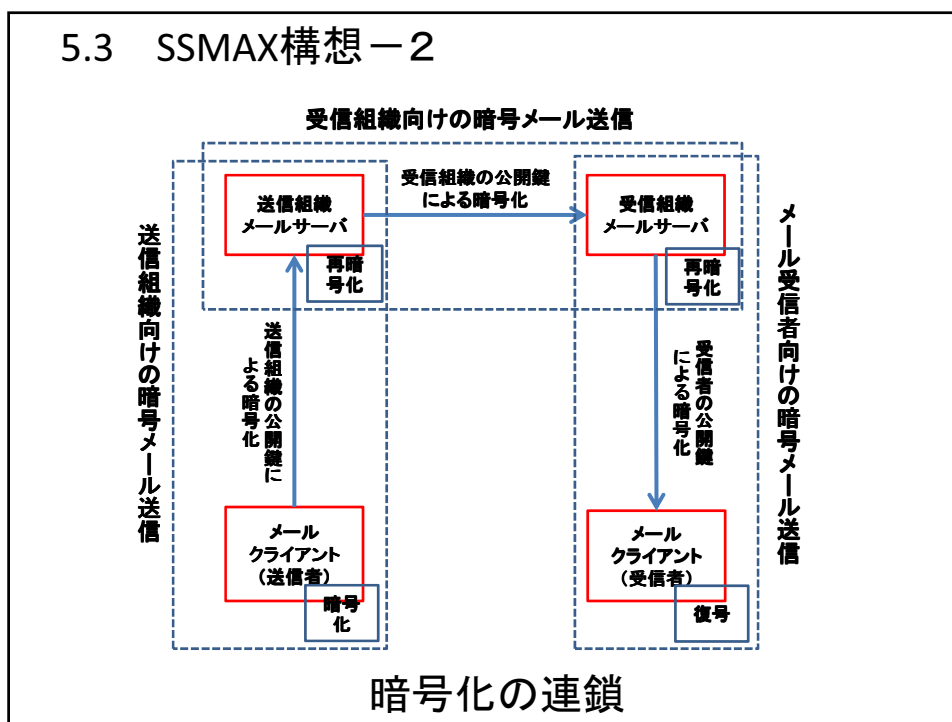 5.3 SSMAX構想－２
受信組織向けの暗号メール送信
送信組織向けの暗号メール送信
送信組織
メールサーバ
再暗
号化
受信組織の公開鍵
による暗号化
受信組織
メールサーバ
再暗
号化
送信組織の公開鍵に
よる暗号化
受信者の公開鍵
による暗号化
メール受信者向けの暗号メール送信
メール
クライアント
(送信者)
暗号
化
メール
クライアント
(受信者)
復号
暗号化の連鎖